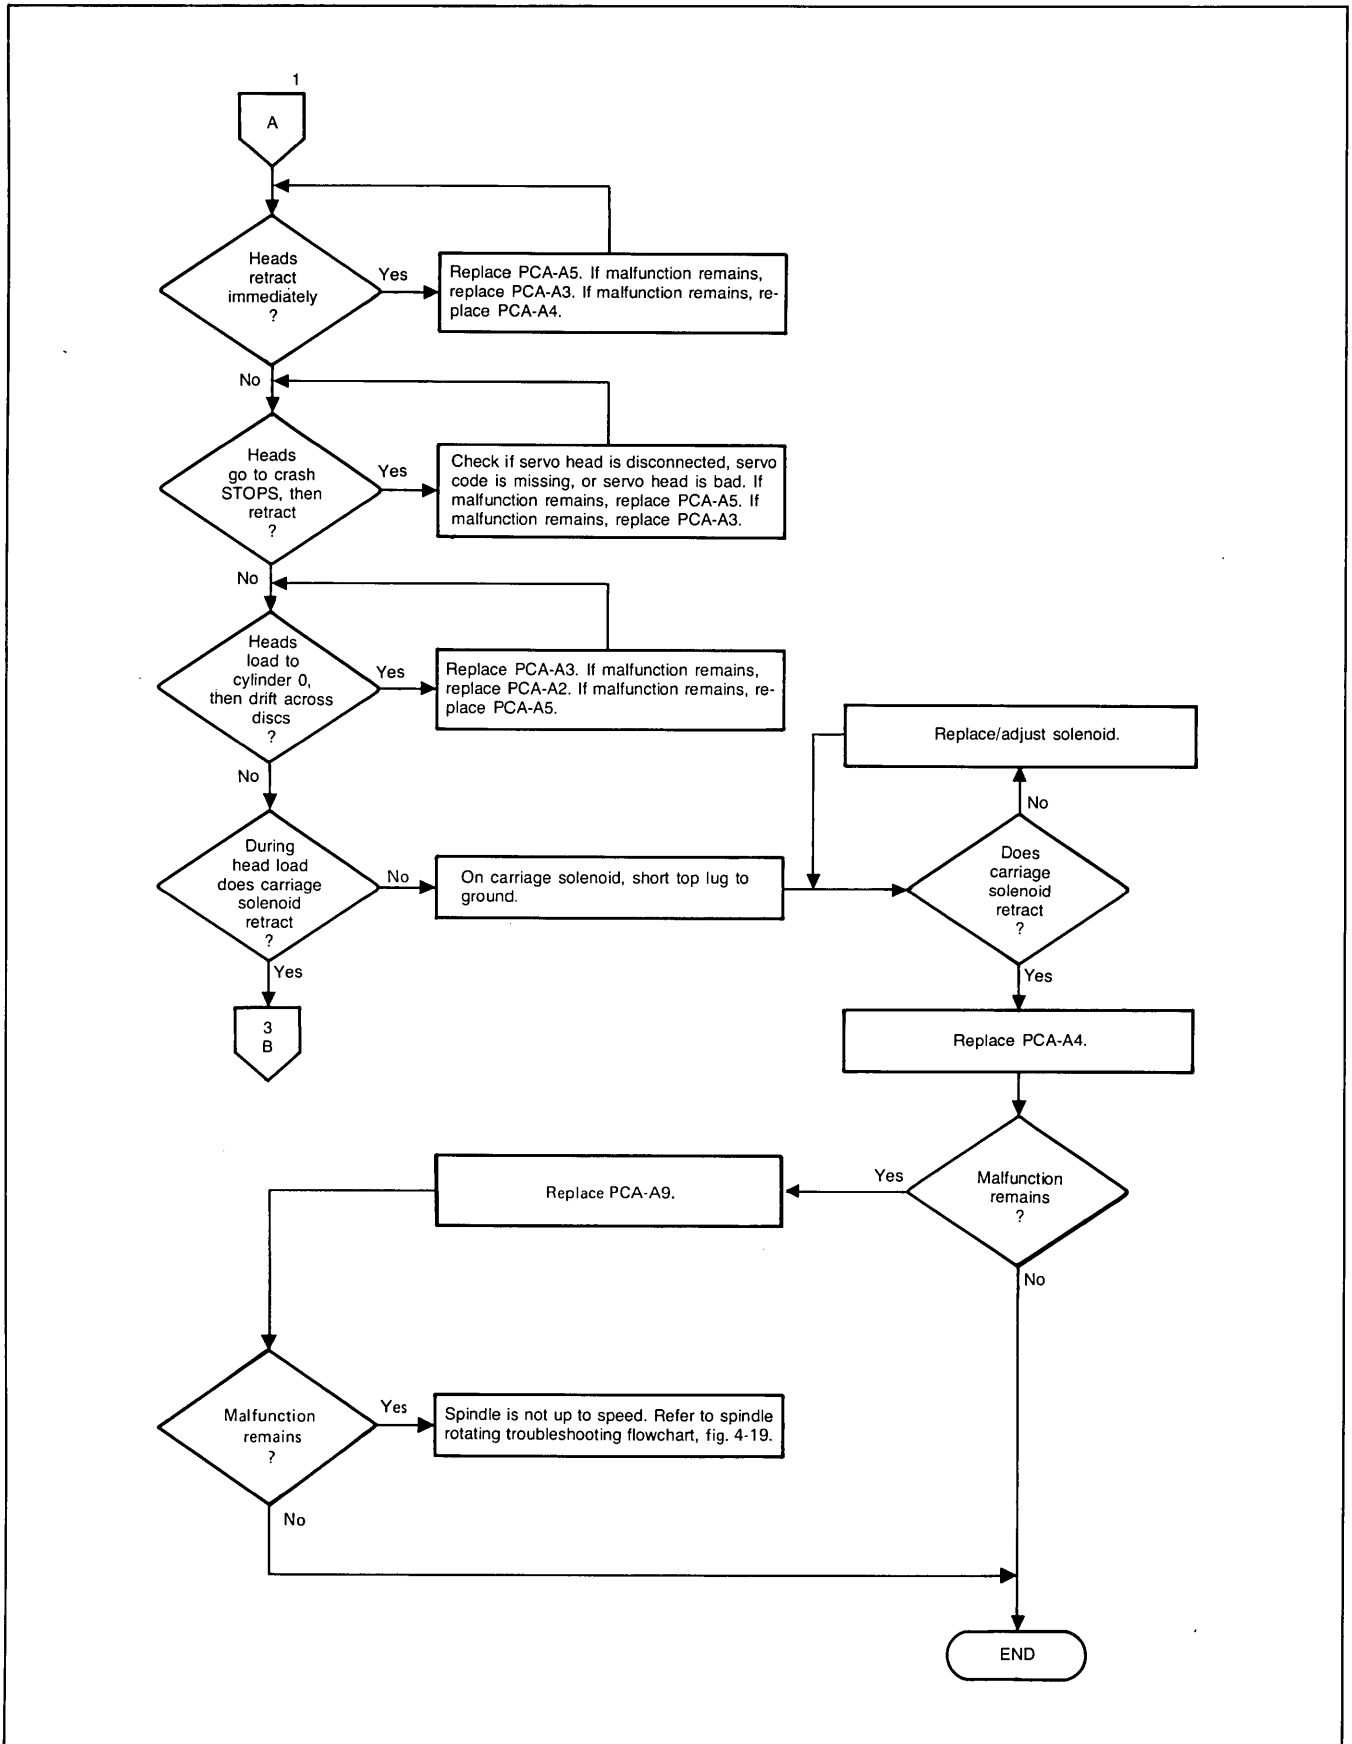 1
A
Heads
retract
immediately
?
Yes
Replace PCA-A5. If malfunction remains,
replace PCA-A3. If malfunction remains, re-
place PCA-A4.
No
Heads
go to crash
STOPS, then
retract
?
Yes
Check if servo head is disconnected, servo
code is missing, or servo head is bad. If
malfunction remains, replace PCA-A5. If
malfunction remains, replace PCA-A3.
No
Heads
load to
cylinder 0,
then drift across
discs
?
Yes
Replace PCA-A3. If malfunction remains,
replace PCA-A2. If malfunction remains, re-
place PCA-A5.
No
During
head load
does carriage
solenoid
retract
?
No
On carriage solenoid, short top lug to
ground.
Yes
3
B
Replace/adjust solenoid.
No
Does
carriage
solenoid
retract
?
Yes
Replace PCA-A4.
Malfunction
remains
?
Yes
Replace PCA-A9.
No
Malfunction
remains
?
Yes
Spindle is not up to speed. Refer to spindle
rotating troubleshooting flowchart, fig. 4-19.
No
END